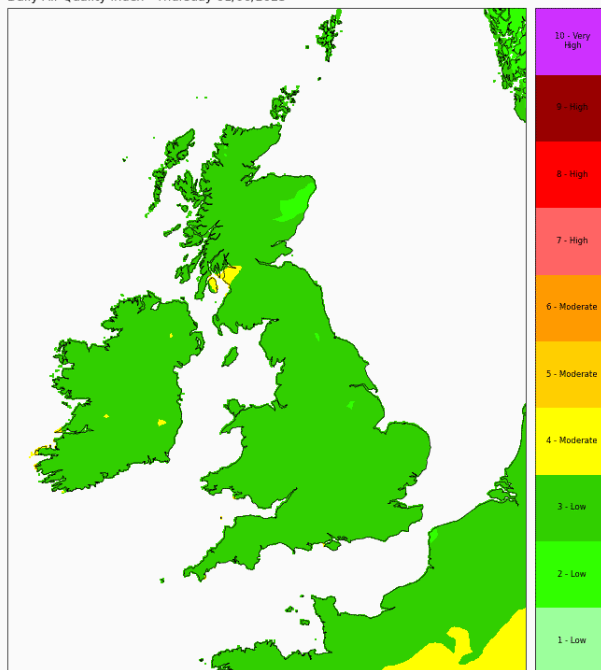 10 - Very
High
9 - High
8 - High
7 - High
6 - Moderate
5 - Moderate
4 - Moderate
3 - Low
2 - Low
1 - Low